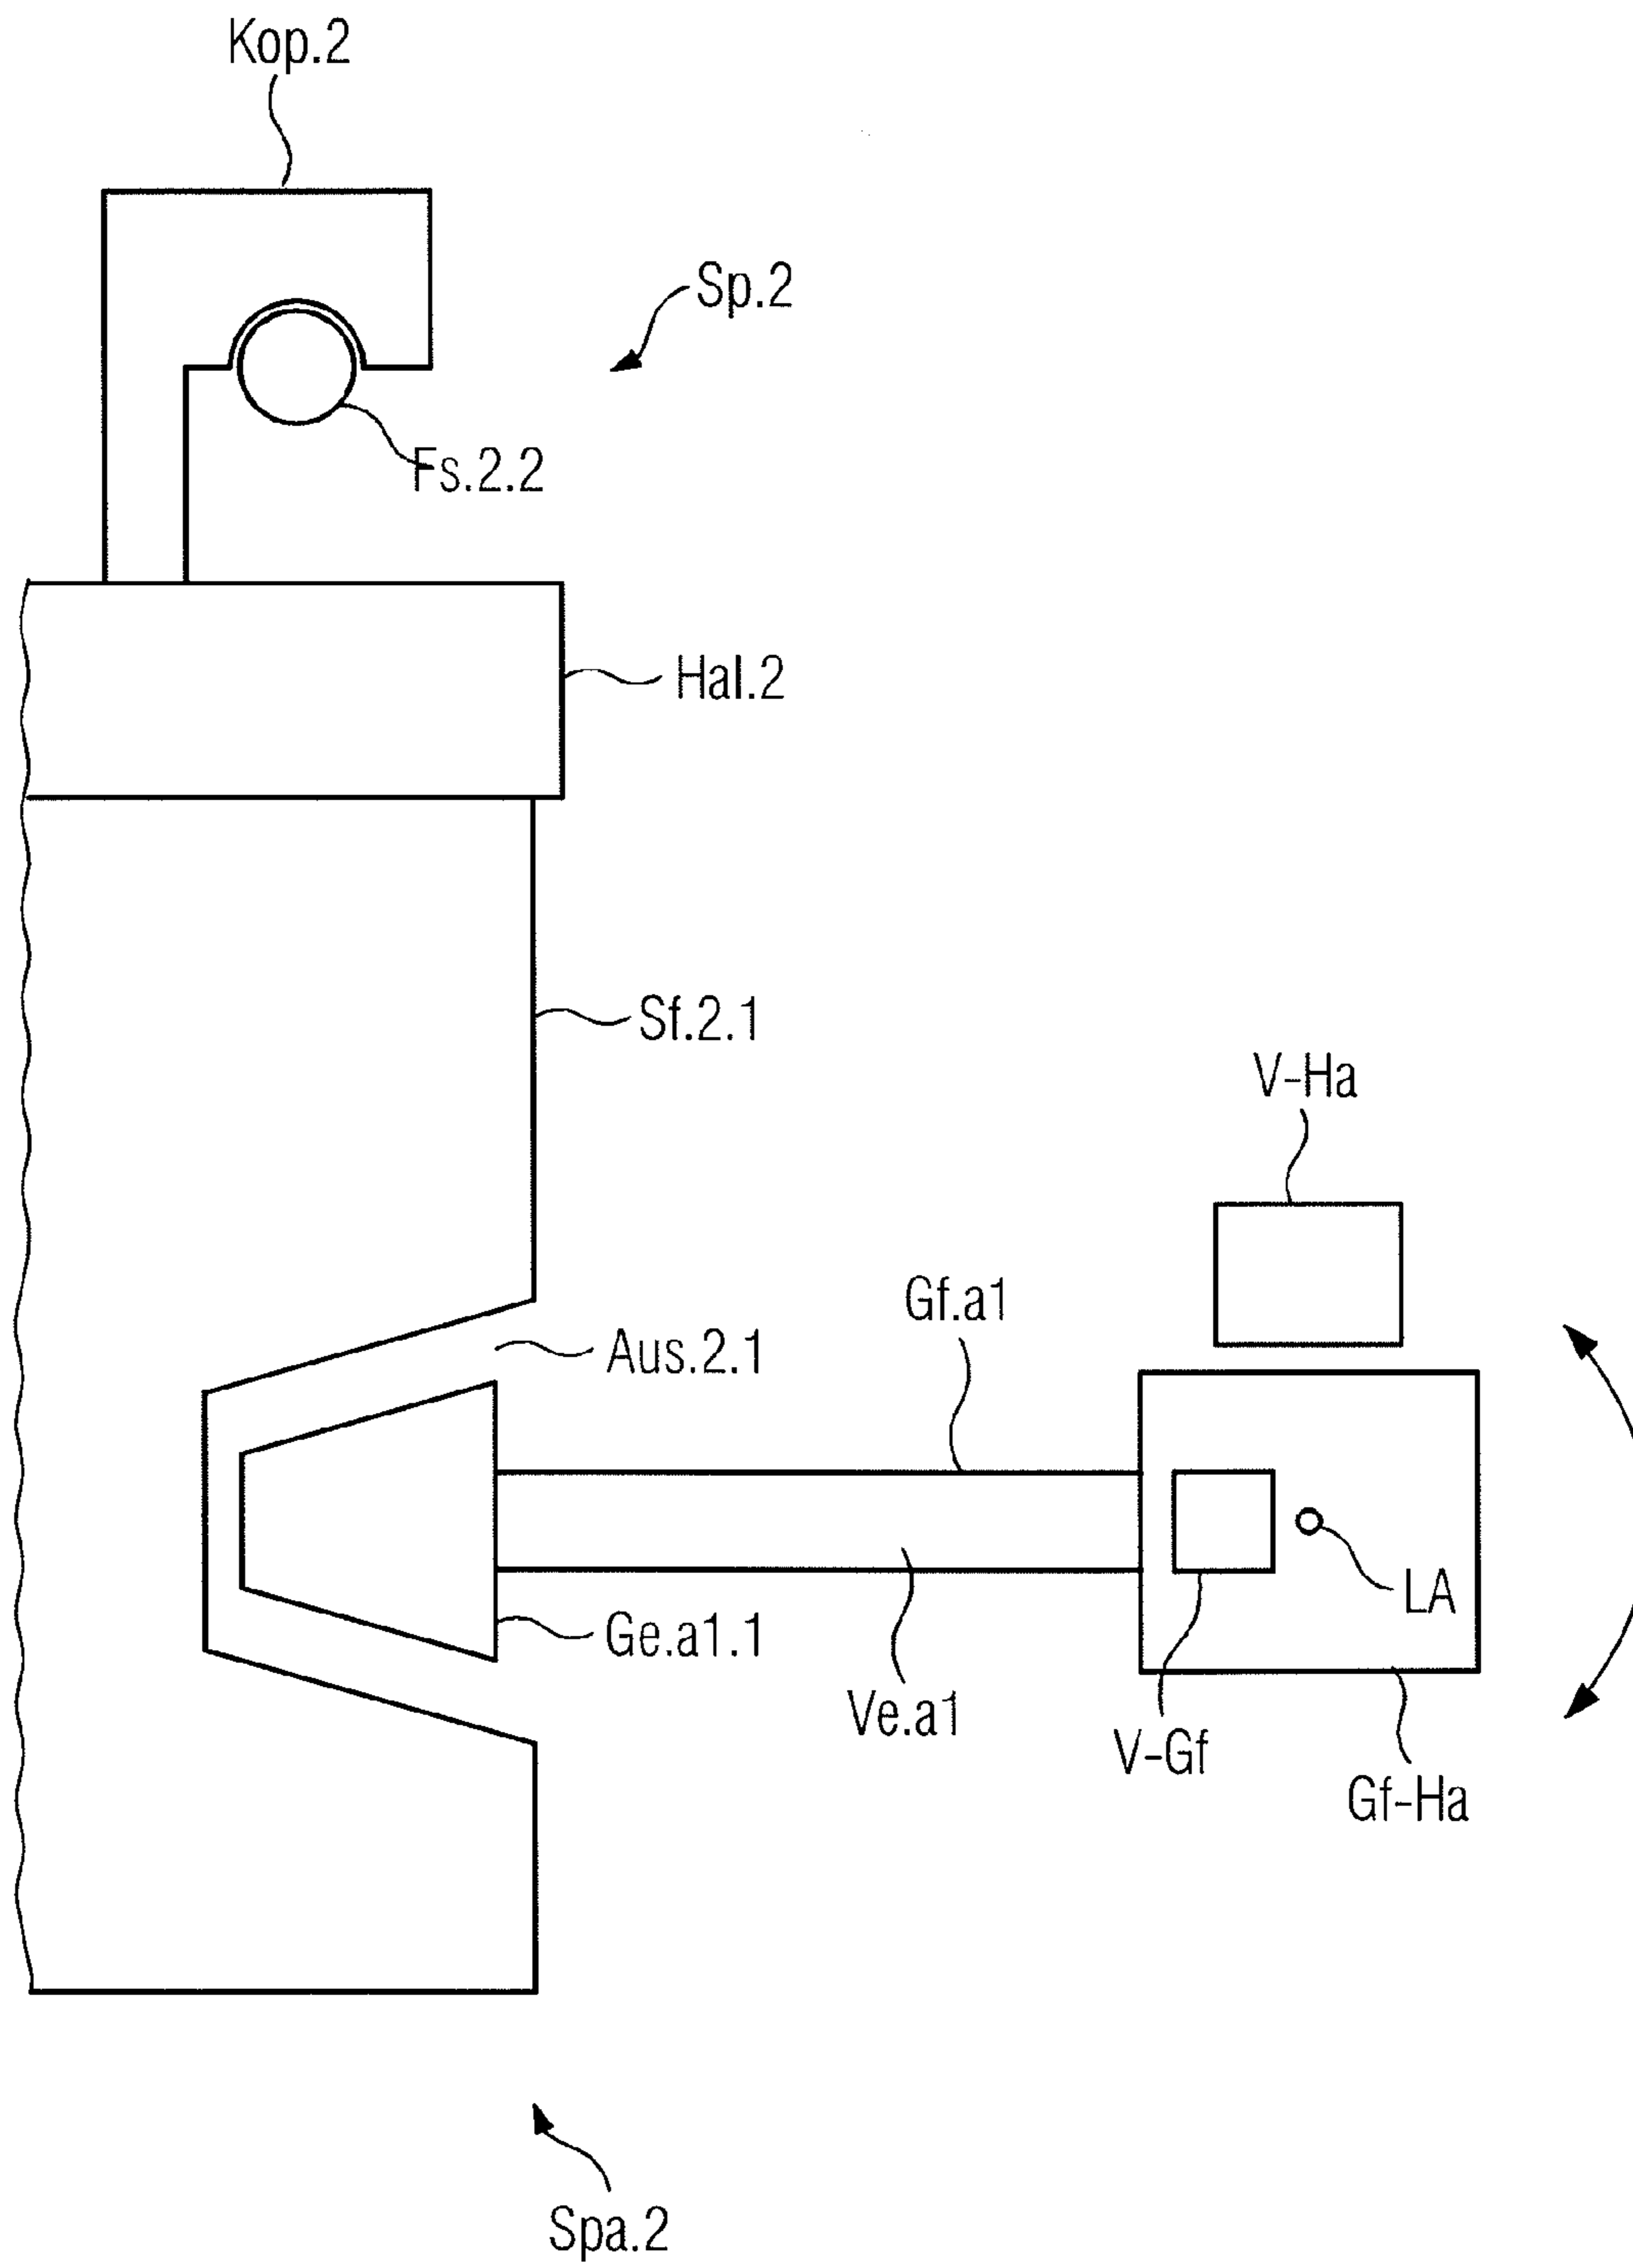 Kop.2
Sp.2
Fs.2.2
Hal.2
Sf.2.1
V-Ha
Gf.a1
Aus.2.1
LA
Ge.a1.1
Ve.a1
V-Gf
Gf-Ha
Spa.2